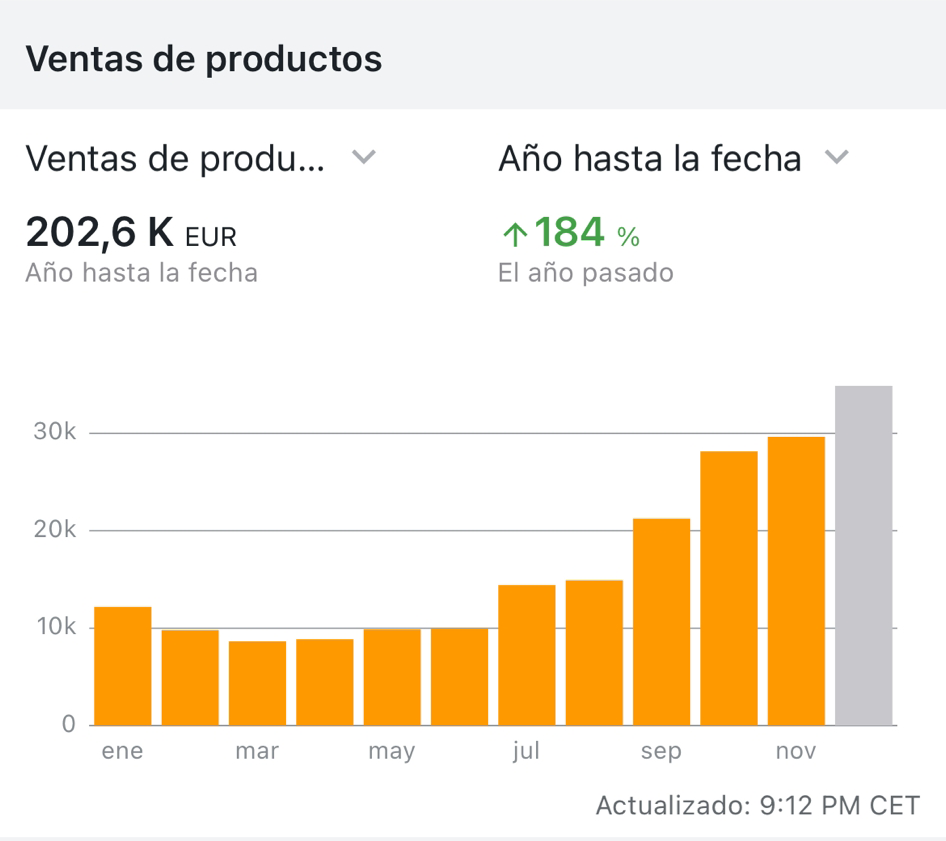 Ventas de productos
Ventas de produ...
Año hasta la fecha
202,6 K EUR
Año hasta la fecha
↑184 %
El año pasado
30k
20k
10k
0
ene mar may jul sep nov
Actualizado: 9:12 PM CET